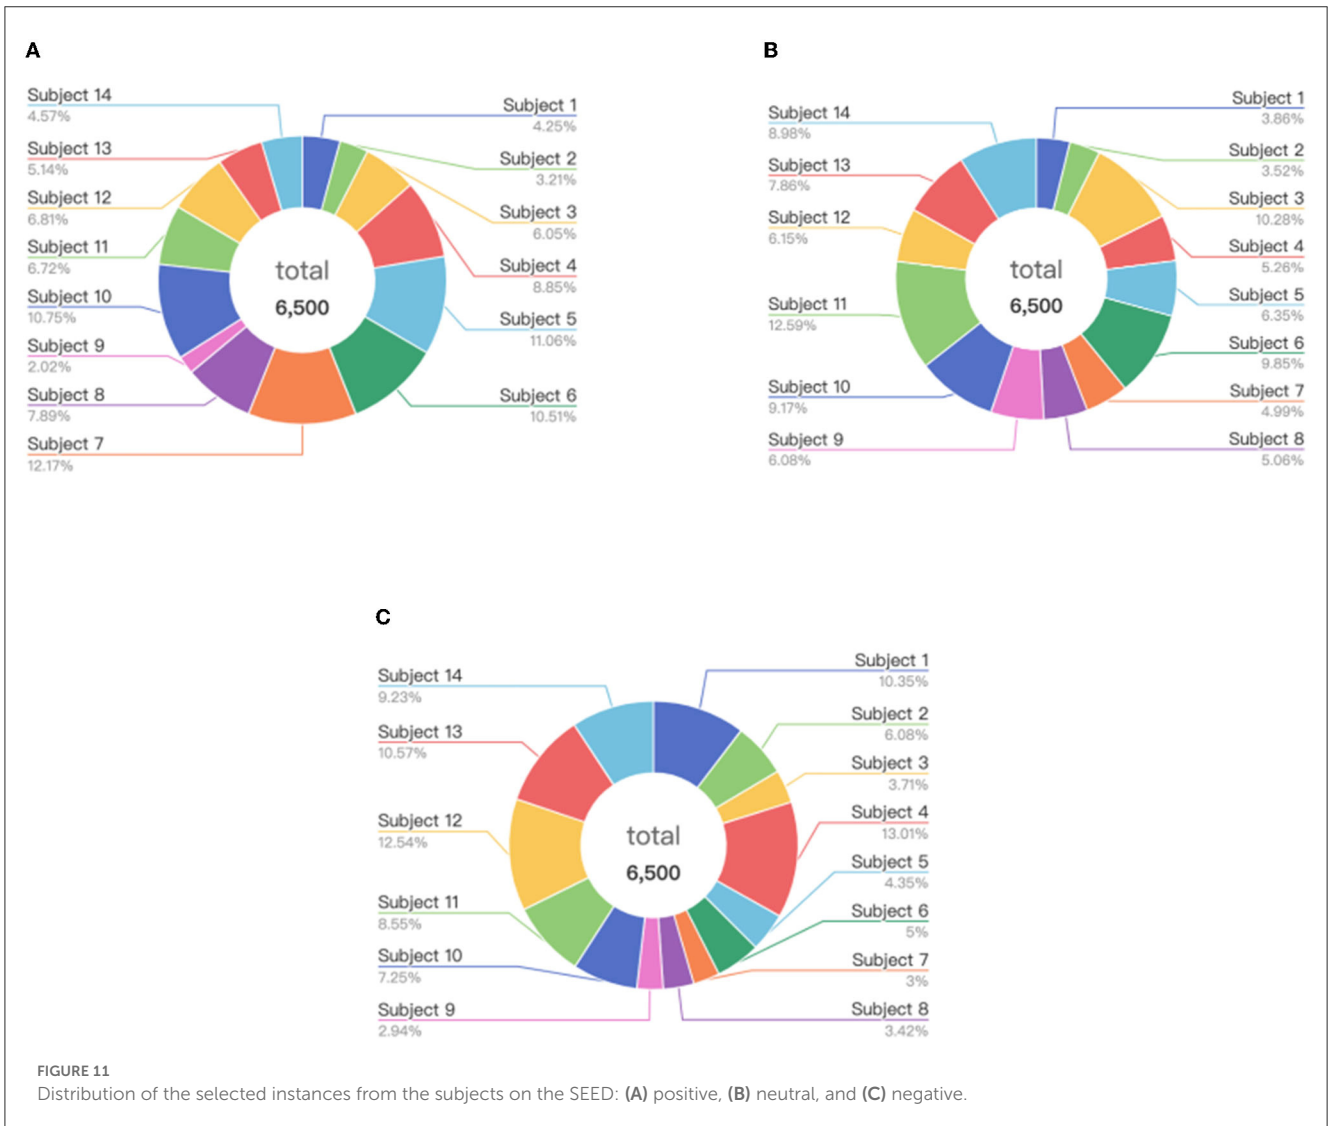 A
Subject 14
4.57%
Subject 13
5.14%
Subject 12
6.81%
Subject 11
6.72%
Subject 10
10.75%
Subject 9
2.02%
Subject 8
7.89%
Subject 7
12.17%
Subject 1
4.25%
Subject 2
3.21%
Subject 3
6.05%
Subject 4
8.85%
Subject 5
11.06%
Subject 6
10.51%
total
6,500
B
Subject 14
8.98%
Subject 13
7.86%
Subject 12
6.15%
Subject 11
12.59%
Subject 10
9.17%
Subject 9
6.08%
Subject 1
3.86%
Subject 2
3.52%
Subject 3
10.28%
Subject 4
5.26%
Subject 5
6.35%
Subject 6
9.85%
Subject 7
4.99%
Subject 8
5.06%
total
6,500
C
Subject 14
9.23%
Subject 13
10.57%
Subject 12
12.54%
Subject 11
8.55%
Subject 10
7.25%
Subject 9
2.94%
Subject 1
10.35%
Subject 2
6.08%
Subject 3
3.71%
Subject 4
13.01%
Subject 5
4.35%
Subject 6
5%
Subject 7
3%
Subject 8
3.42%
total
6,500
FIGURE 11
Distribution of the selected instances from the subjects on the SEED: (A) positive, (B) neutral, and (C) negative.